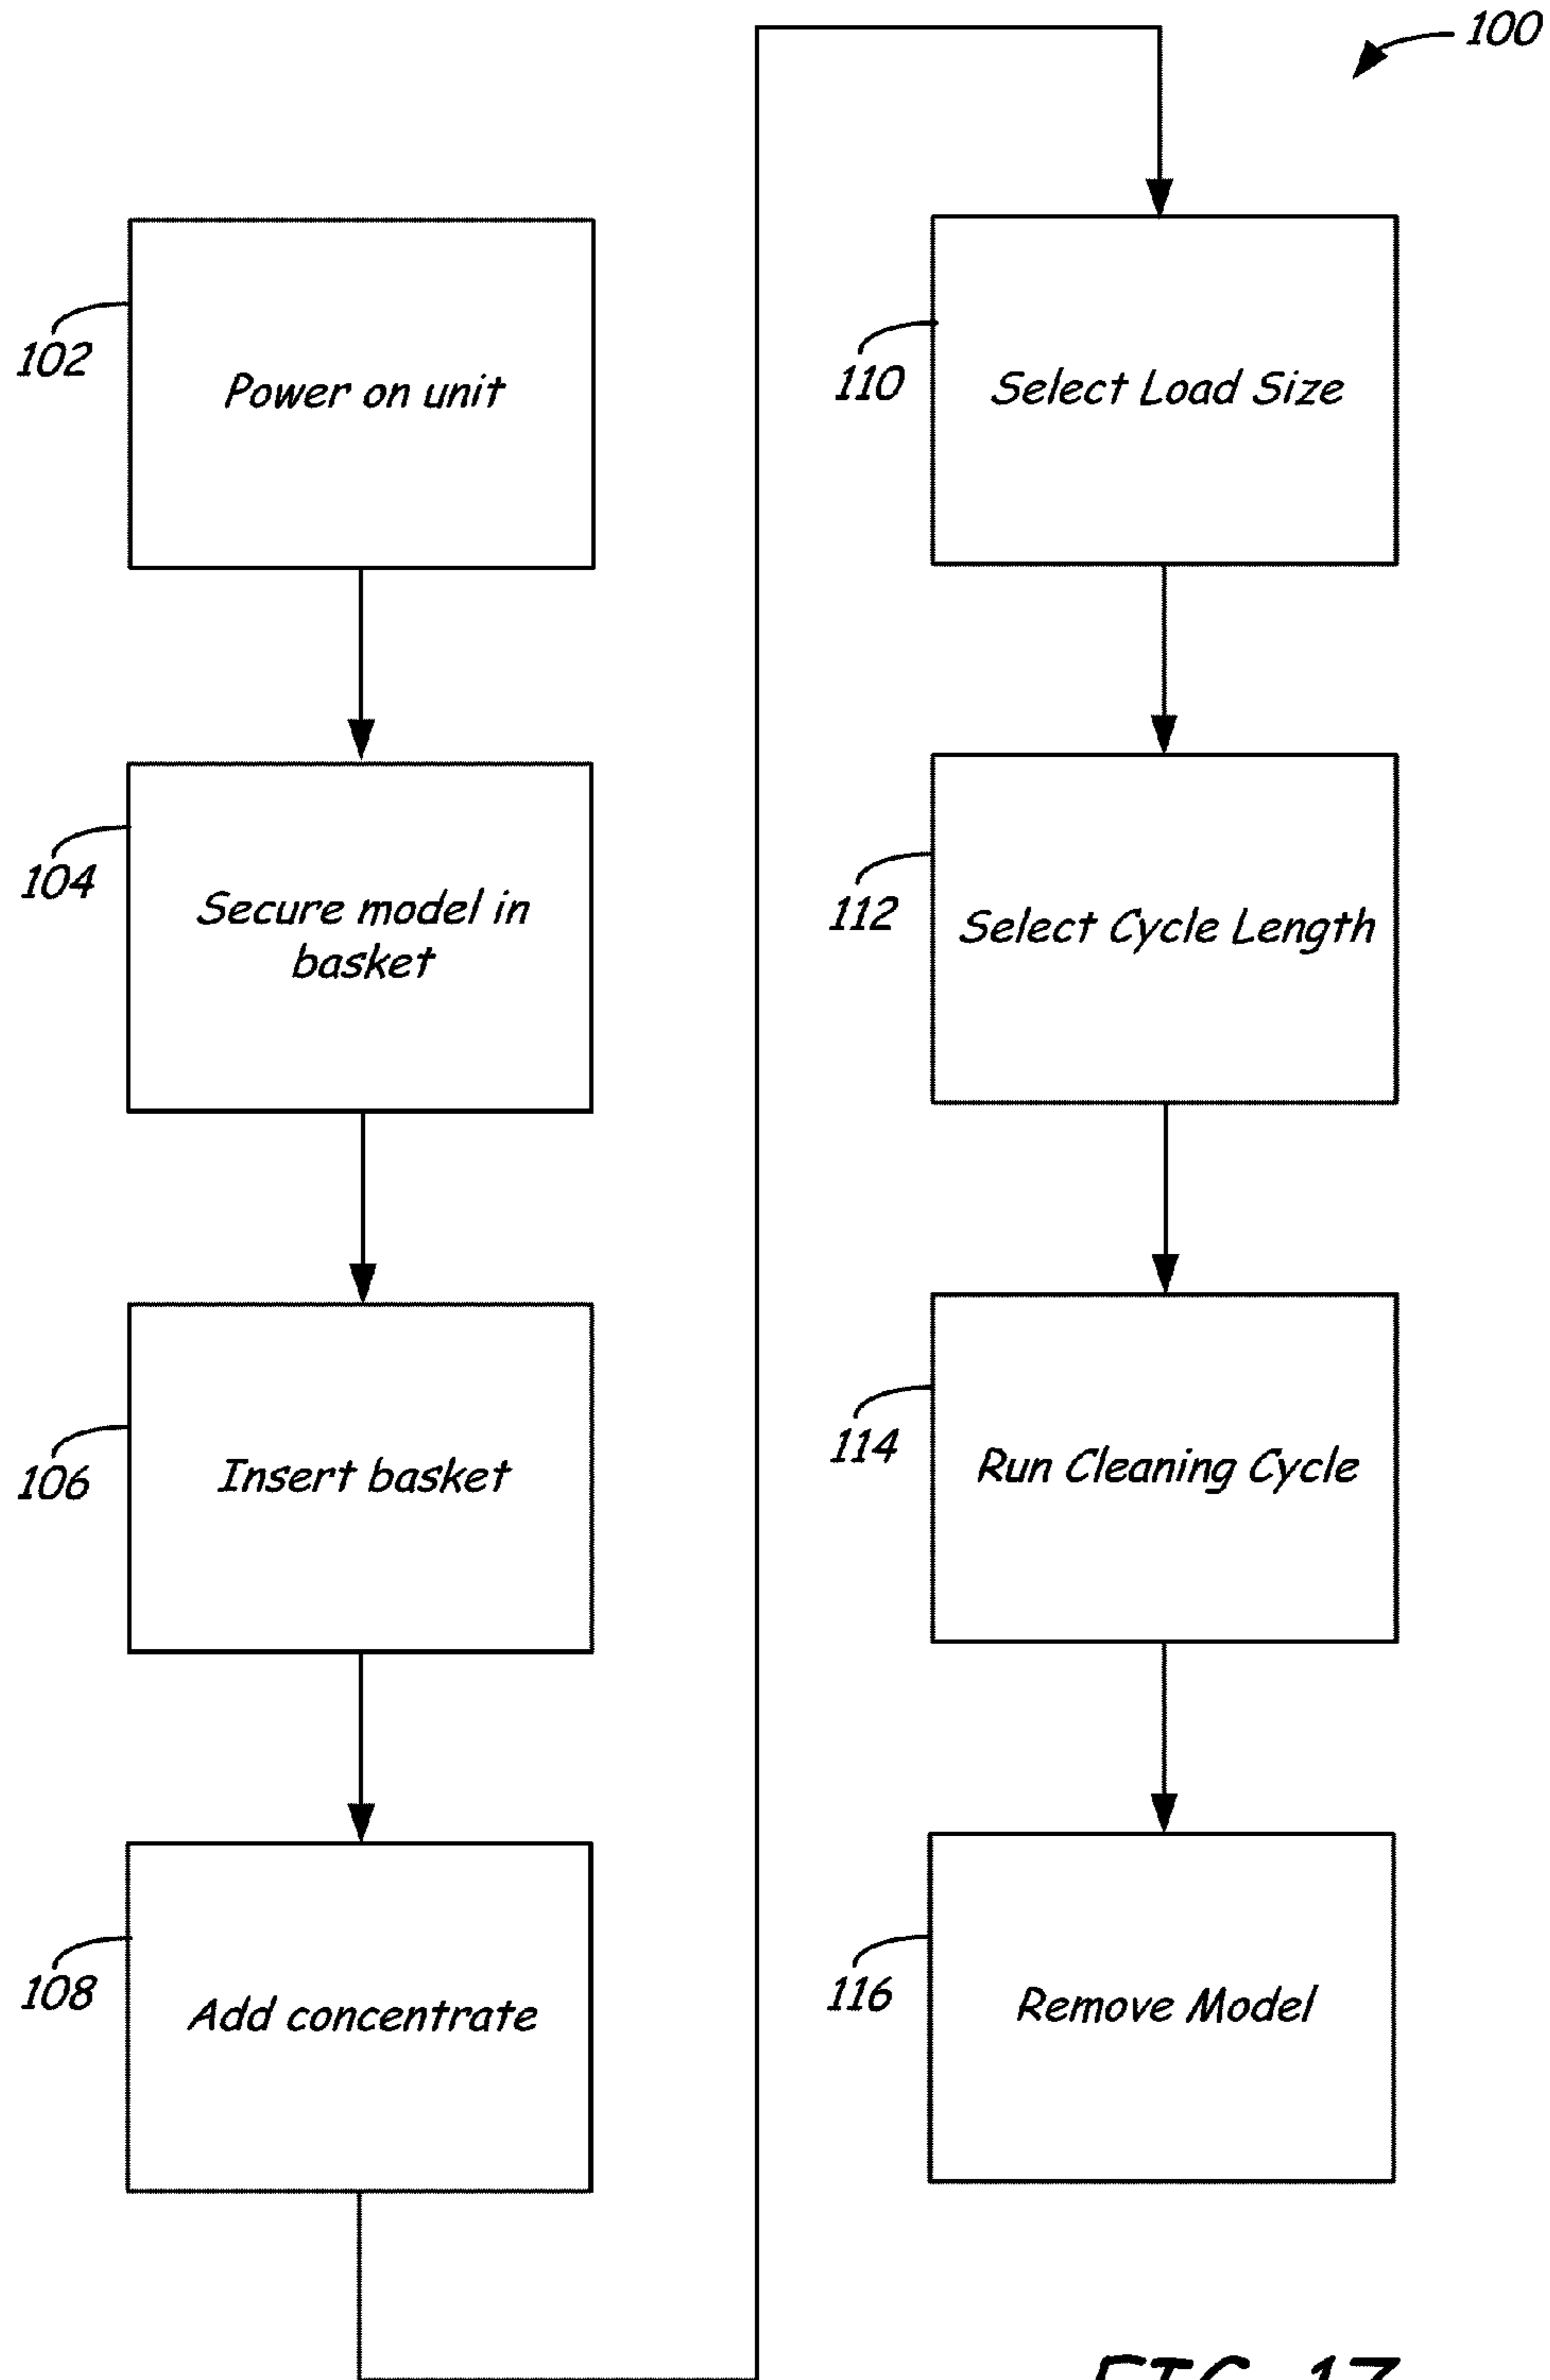 100
102
Power on unit
104
Secure model in
basket
106
Insert basket
108
Add concentrate
110
Select Load Size
112
Select Cycle Length
114
Run Cleaning Cycle
116
Remove Model